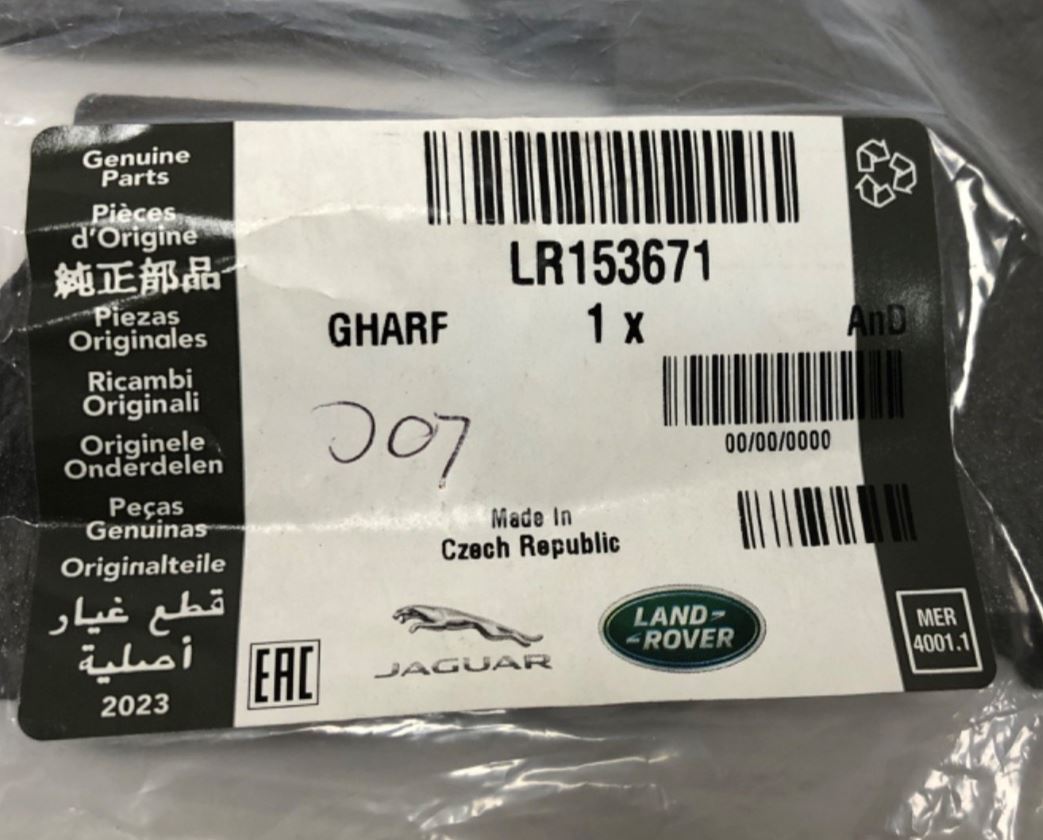 Genuine
Parts
Pièces
d'Origine
純正部品
Piezas
Originales
Ricambi
Originali
Originele
Onderdelen
Peças
Genuinas
Originalteile
قطع غيار
أصلية
2023
LR153671
GHARF 1 x AnD
007
00/00/0000
Made In
Czech Republic
EAC
JAGUAR
LAND-
-ROVER
MER
4001.1